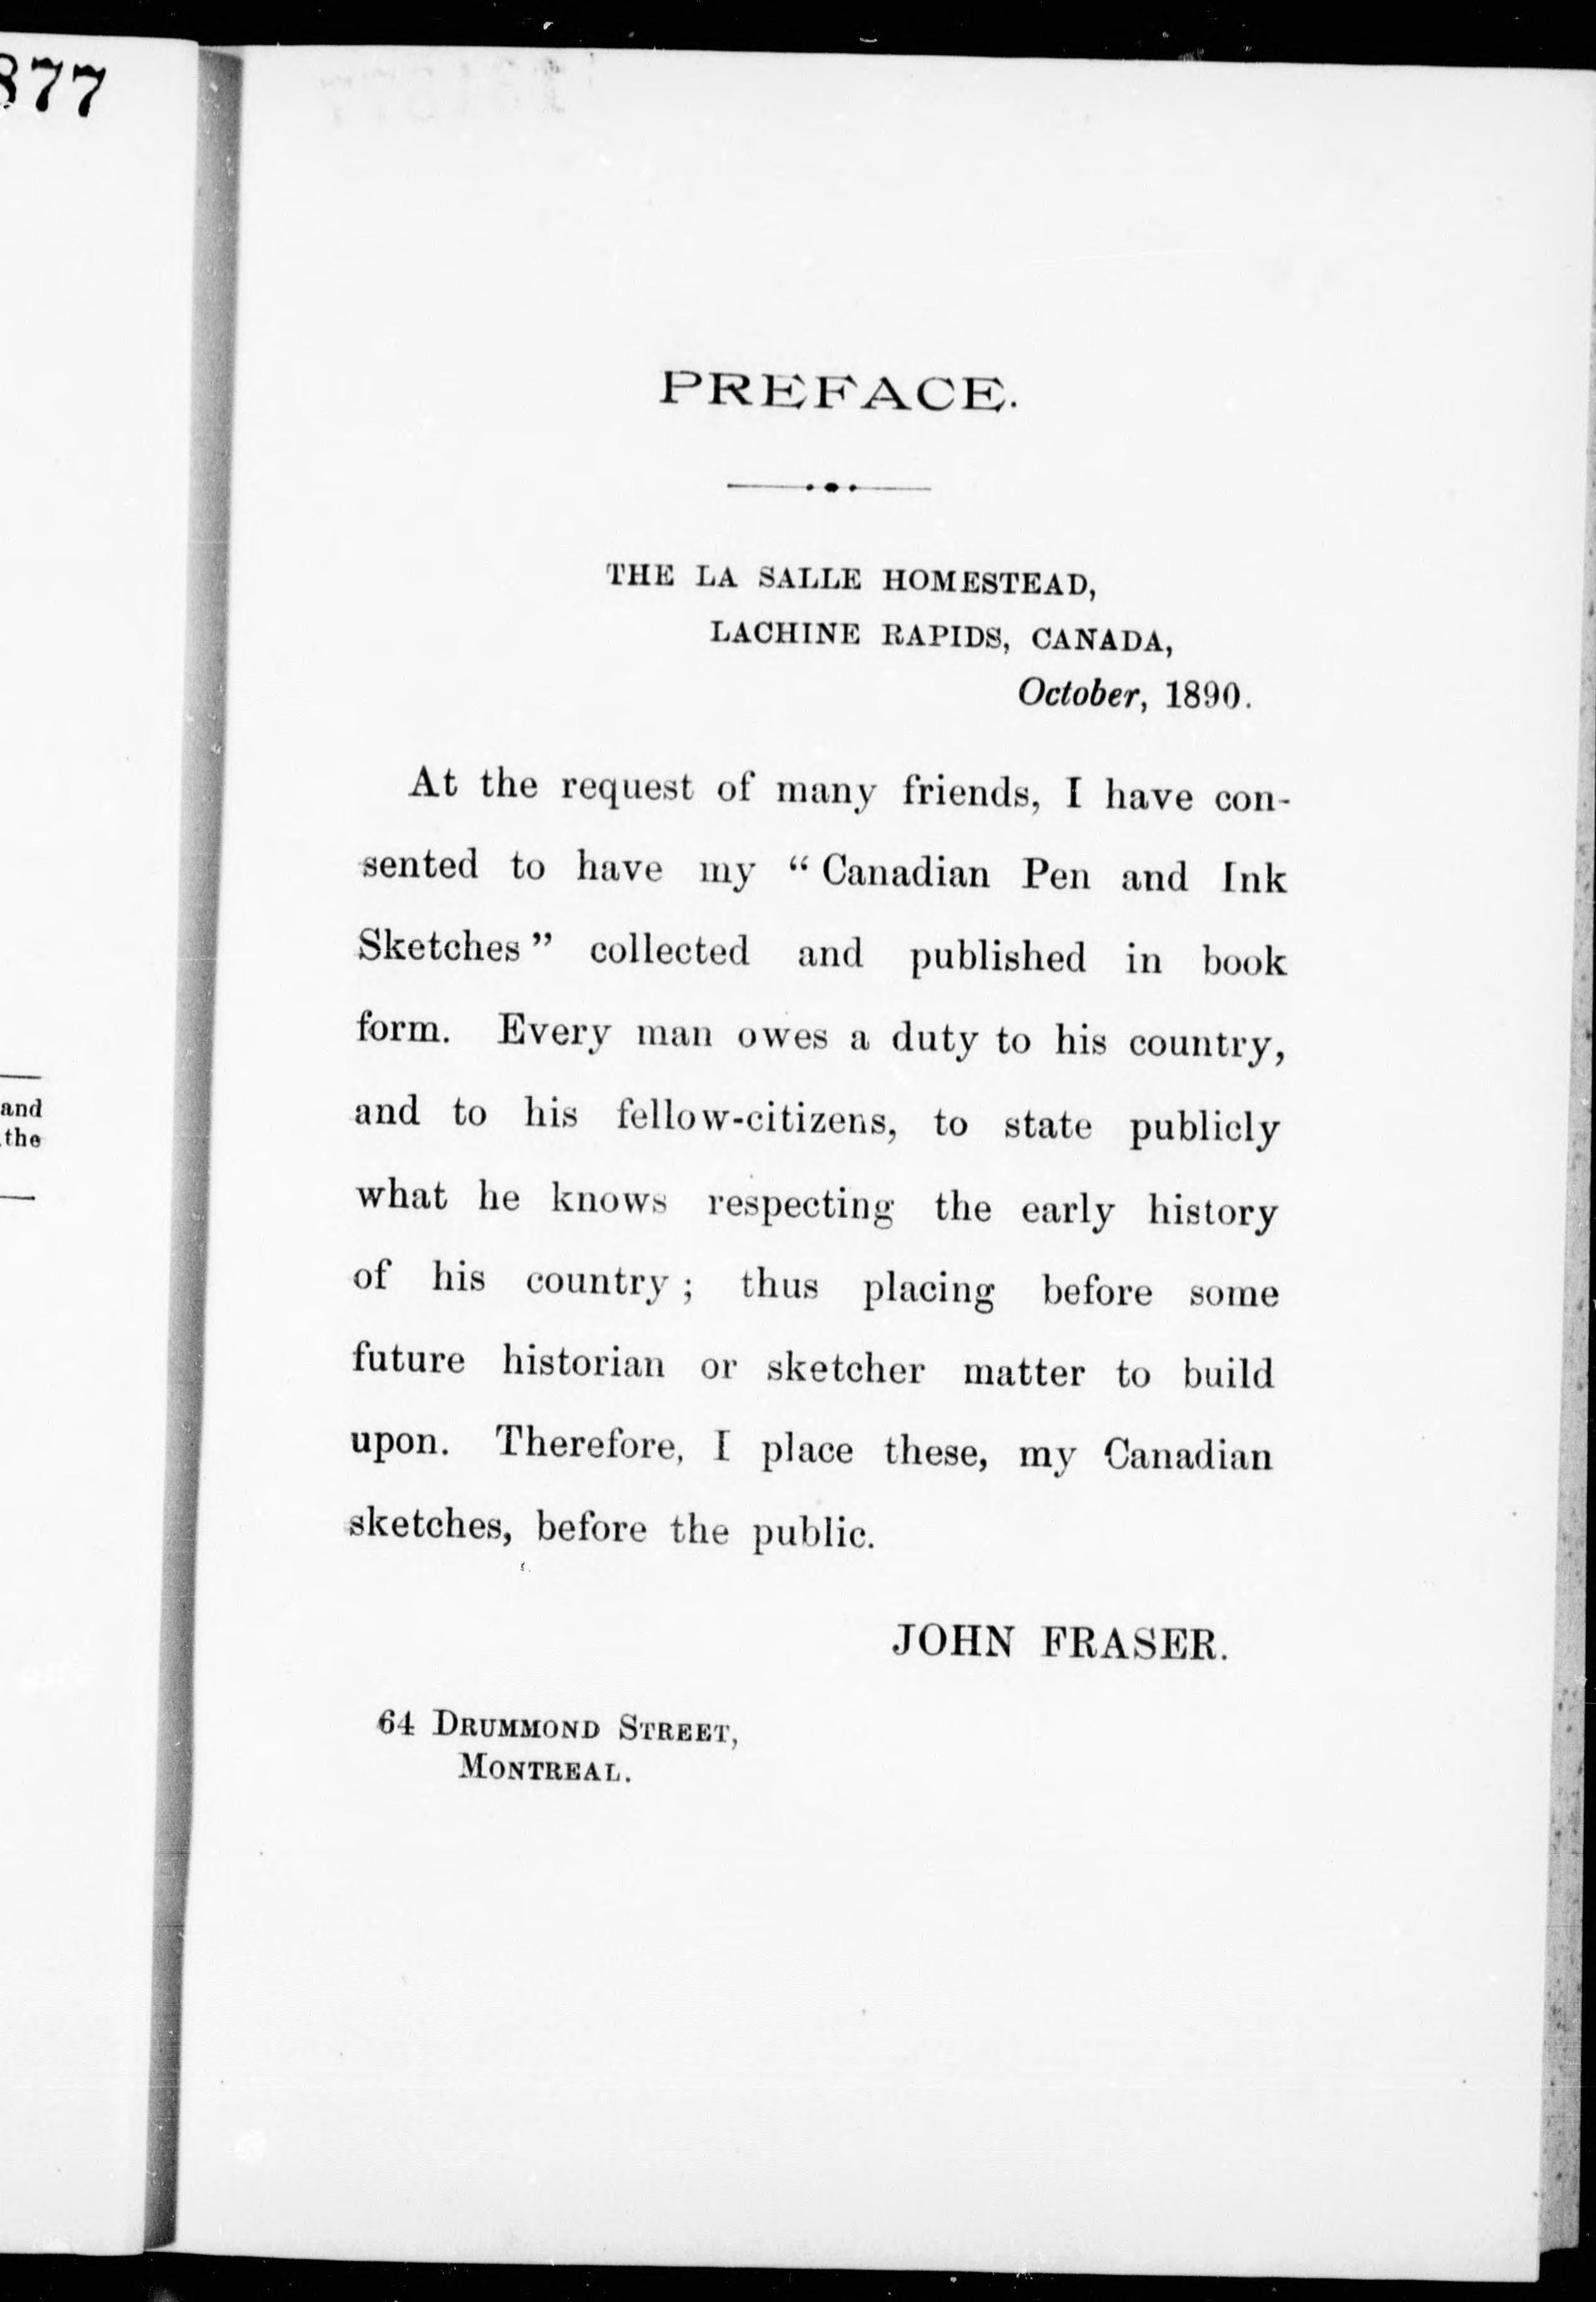 877
and
the
PREFACE.
THE LA SALLE HOMESTEAD,
LACHINE RAPIDS, CANADA,
October, 1890.
At the request of many friends, I have con-
sented to have my “ Canadian Pen and Ink
Sketches ” collected and published in book
form. Every man owes a duty to his country,
and to his fellow-citizens, to state publicly
what he knows respecting the early history
of his country ; thus placing before some
future historian or sketcher matter to build
upon. Therefore, I place these, my Canadian
sketches, before the public.
JOHN FRASER.
64 DRUMMOND STREET,
MONTREAL.